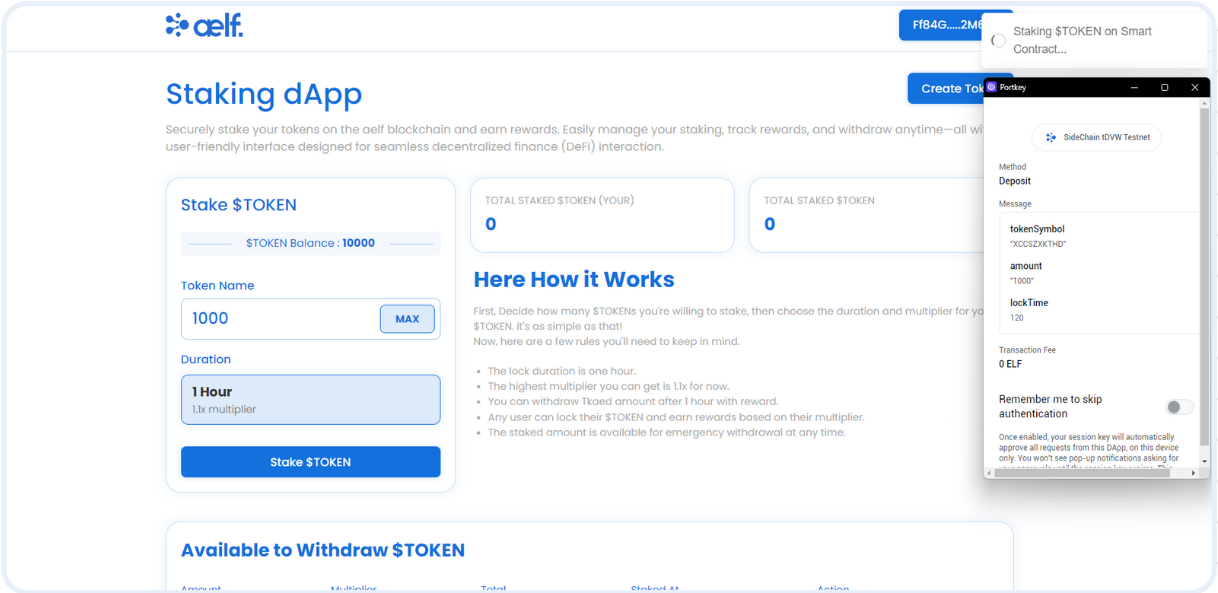 aelf.
Ff84G.....2M6
Staking $TOKEN on Smart
Contract...
Staking dApp
Create Tok
Securely stake your tokens on the aelf blockchain and earn rewards. Easily manage your staking, track rewards, and withdraw anytime—all wi
user-friendly interface designed for seamless decentralized finance (DeFi) interaction.
Stake $TOKEN
$TOKEN Balance : 10000
Token Name
1000
MAX
Duration
1 Hour
1.1x multiplier
Stake $TOKEN
TOTAL STAKED $TOKEN (YOUR)
0
TOTAL STAKED $TOKEN
0
Here How it Works
First, Decide how many $TOKENs you're willing to stake, then choose the duration and multiplier for yo
$TOKEN. it's as simple as that!
Now, here are a few rules you'll need to keep in mind.
• The lock duration is one hour.
• The highest multiplier you can get is 1.1x for now.
• You can withdraw Tkaed amount after 1 hour with reward.
• Any user can lock their $TOKEN and earn rewards based on their multiplier.
• The staked amount is available for emergency withdrawal at any time.
Portkey
SideChain tDVW Testnet
Method
Deposit
Message
tokenSymbol
"XCCSZXKTHD"
amount
"1000"
lockTime
120
Transaction Fee
0 ELF
Remember me to skip
authentication
Once enabled, your session key will automatically
approve all requests from this DApp, on this device
only. You won't see pop-up notifications asking for
your approvals until the session key expires. This
Available to Withdraw $TOKEN
Amount Multiplier Total Staked At Action